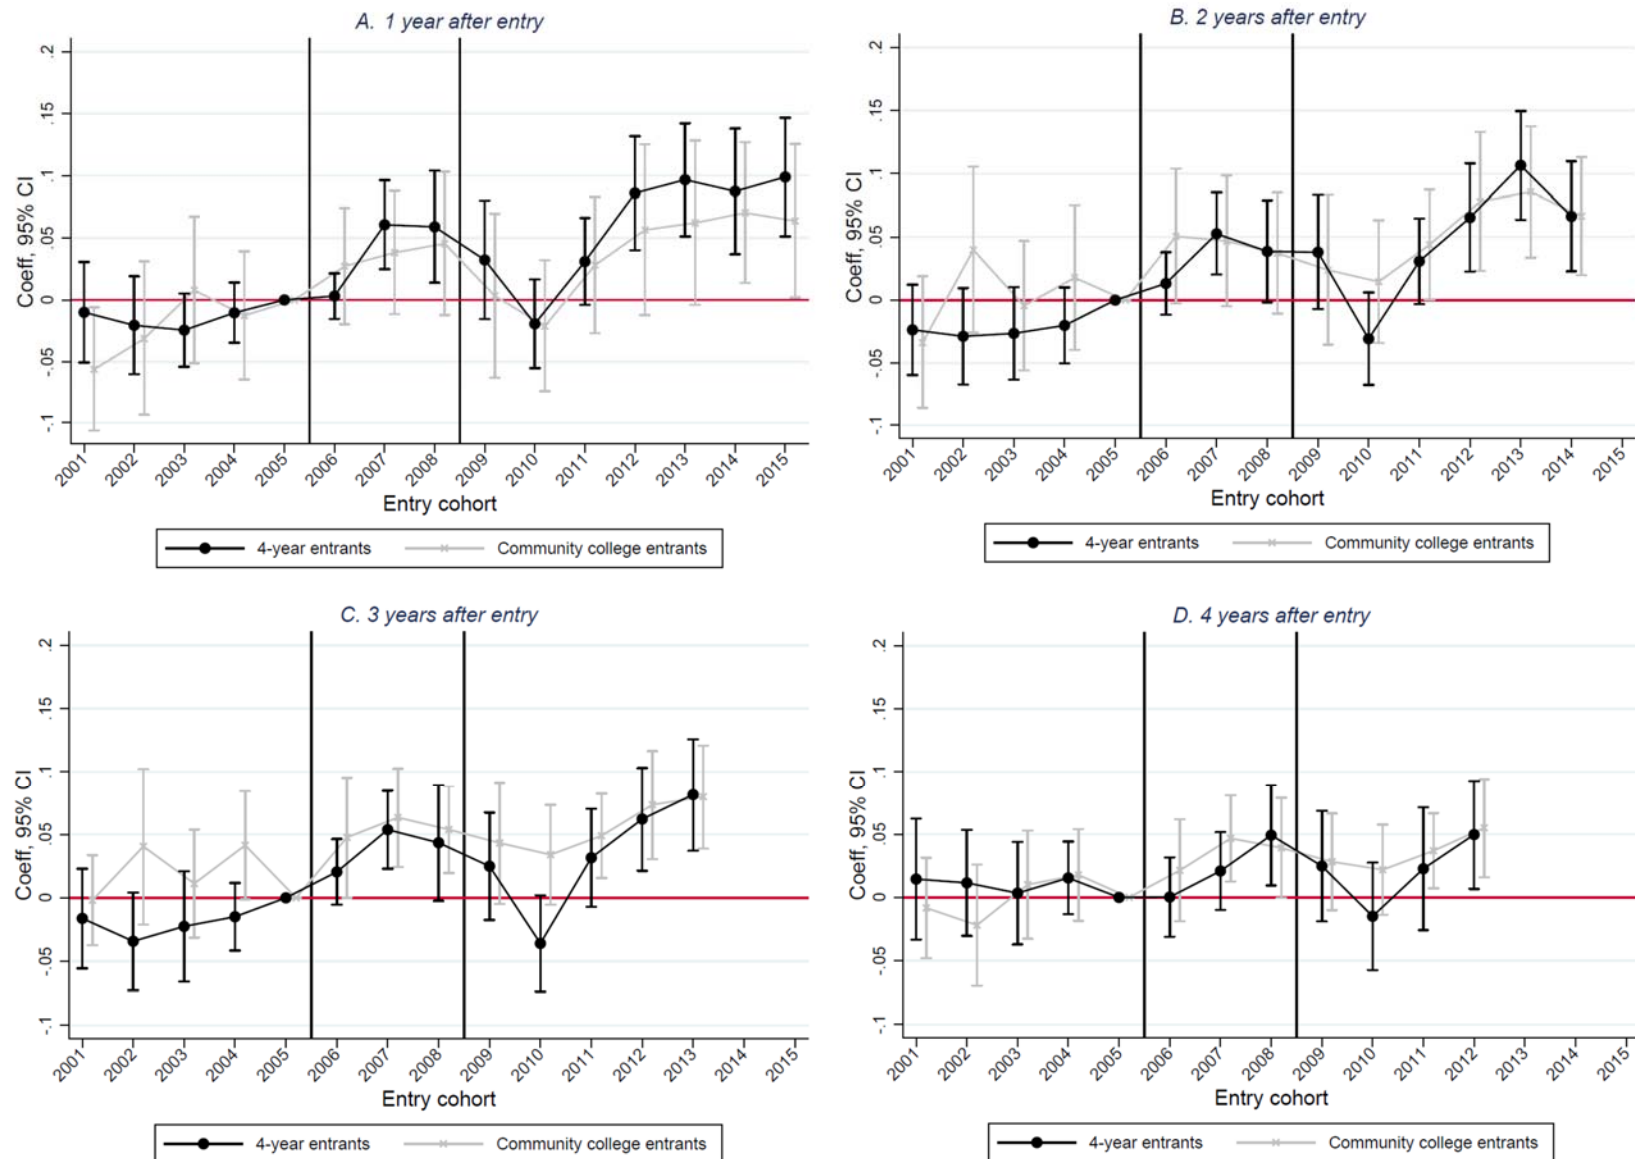 A. 1 year after entry
Coeff, 95% CI
.2
.15
.1
.05
0
-.05
-.1
2001 2002 2003 2004 2005 2006 2007 2008 2009 2010 2011 2012 2013 2014 2015
Entry cohort
4-year entrants Community college entrants
B. 2 years after entry
Coeff, 95% CI
.2
.15
.1
.05
0
-.05
-.1
2001 2002 2003 2004 2005 2006 2007 2008 2009 2010 2011 2012 2013 2014 2015
Entry cohort
4-year entrants Community college entrants
C. 3 years after entry
Coeff, 95% CI
.2
.15
.1
.05
0
-.05
-.1
2001 2002 2003 2004 2005 2006 2007 2008 2009 2010 2011 2012 2013 2014 2015
Entry cohort
4-year entrants Community college entrants
D. 4 years after entry
Coeff, 95% CI
.2
.15
.1
.05
0
-.05
-.1
2001 2002 2003 2004 2005 2006 2007 2008 2009 2010 2011 2012 2013 2014 2015
Entry cohort
4-year entrants Community college entrants